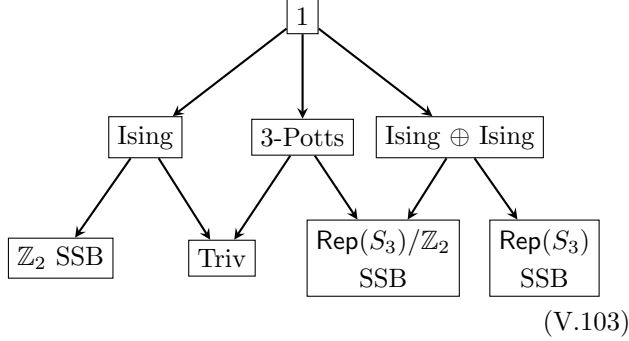 1
Ising
3-Potts
Ising ⊕ Ising
ℤ₂ SSB
Triv
Rep(S₃)/ℤ₂
SSB
Rep(S₃)
SSB
(V.103)